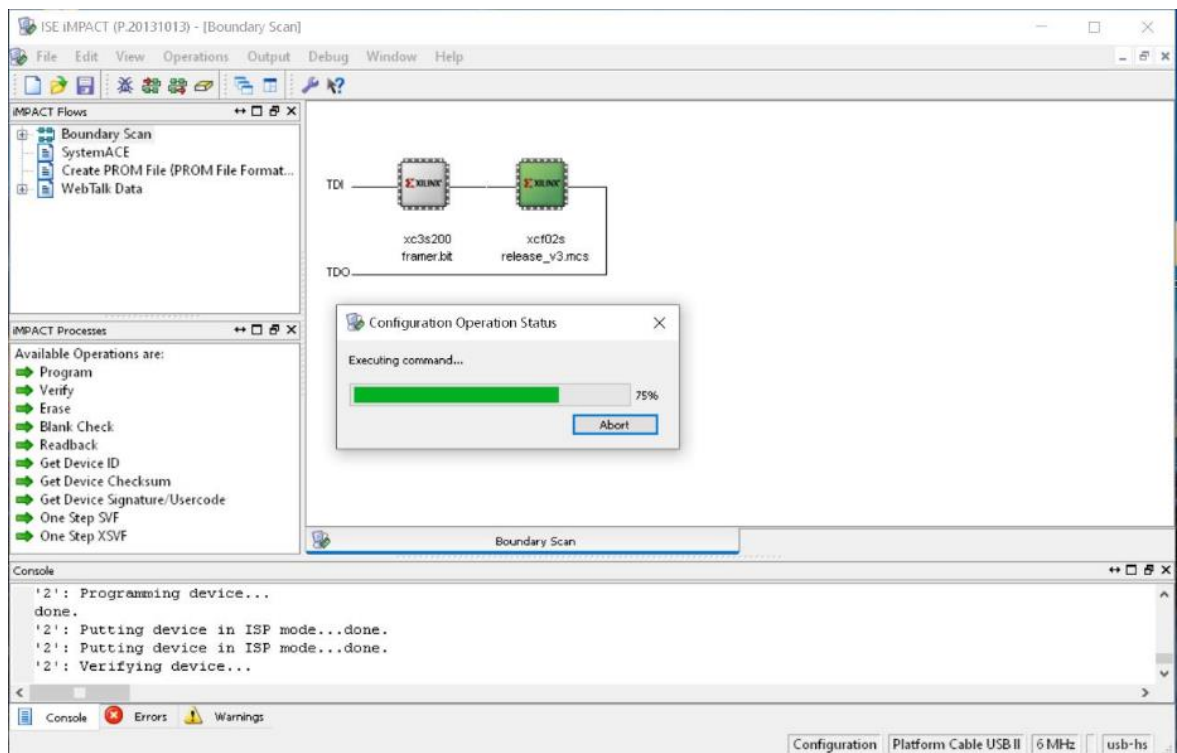 ISE iMPACT (P.20131013) - [Boundary Scan]
File Edit View Operations Output Debug Window Help
iMPACT Flows
Boundary Scan
SystemACE
Create PROM File (PROM File Format...
WebTalk Data
TDI
XILINX XILINX
xc3s200 xcf02s
framer.bit release_v3.mcs
TDO
Configuration Operation Status
Executing command...
75%
Abort
iMPACT Processes
Available Operations are:
Program
Verify
Erase
Blank Check
Readback
Get Device ID
Get Device Checksum
Get Device Signature/Usercode
One Step SVF
One Step XSVF
Boundary Scan
Console
'2': Programming device...
done.
'2': Putting device in ISP mode...done.
'2': Putting device in ISP mode...done.
'2': Verifying device...
Console Errors Warnings
Configuration Platform Cable USB II 6 MHz usb-hs